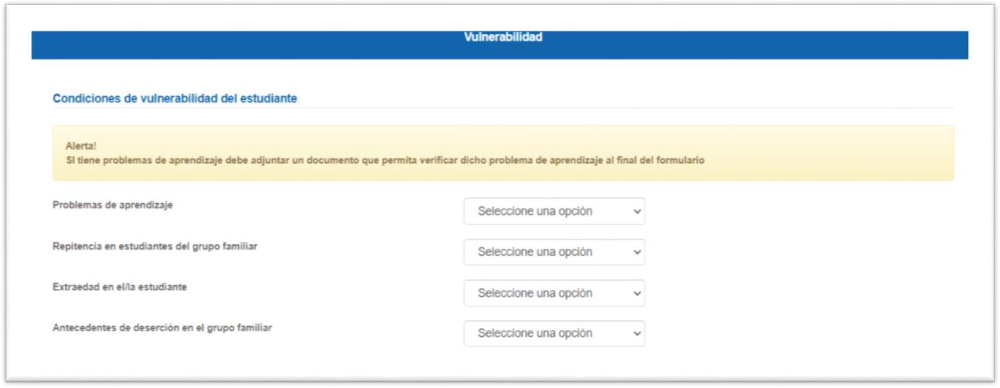 Vulnerabilidad
Condiciones de vulnerabilidad del estudiante
Alerta!
SI tiene problemas de aprendizaje debe adjuntar un documento que permita verificar dicho problema de aprendizaje al final del formulario
Problemas de aprendizaje
Seleccione una opción
Repitencia en estudiantes del grupo familiar
Seleccione una opción
Extraedad en el/la estudiante
Seleccione una opción
Antecedentes de deserción en el grupo familiar
Seleccione una opción